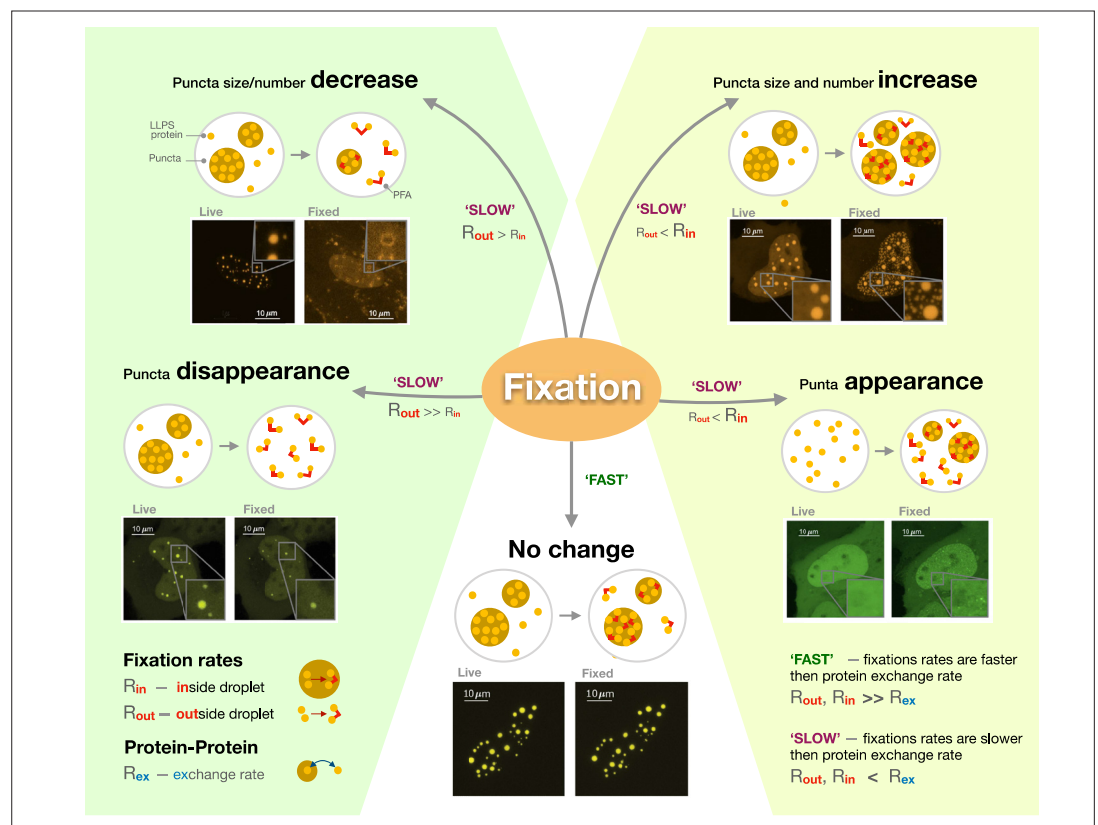 Puncta size/number decrease
LLPS
protein
Puncta
PFA
Live
Fixed
10 µm
10 µm
'SLOW'
Rout > Rin
Puncta size and number increase
Live
Fixed
10 µm
10 µm
'SLOW'
Rout < Rin
Puncta disappearance
'SLOW'
Rout >> Rin
Live
Fixed
10 µm
10 µm
Fixation
'SLOW'
Rout < Rin
Punta appearance
Live
Fixed
10 µm
10 µm
'FAST'
No change
Live
Fixed
10 µm
10 µm
Fixation rates
Rin — inside droplet
Rout — outside droplet
Protein-Protein
Rex — exchange rate
'FAST' — fixations rates are faster
then protein exchange rate
Rout, Rin >> Rex
'SLOW' — fixations rates are slower
then protein exchange rate
Rout, Rin < Rex